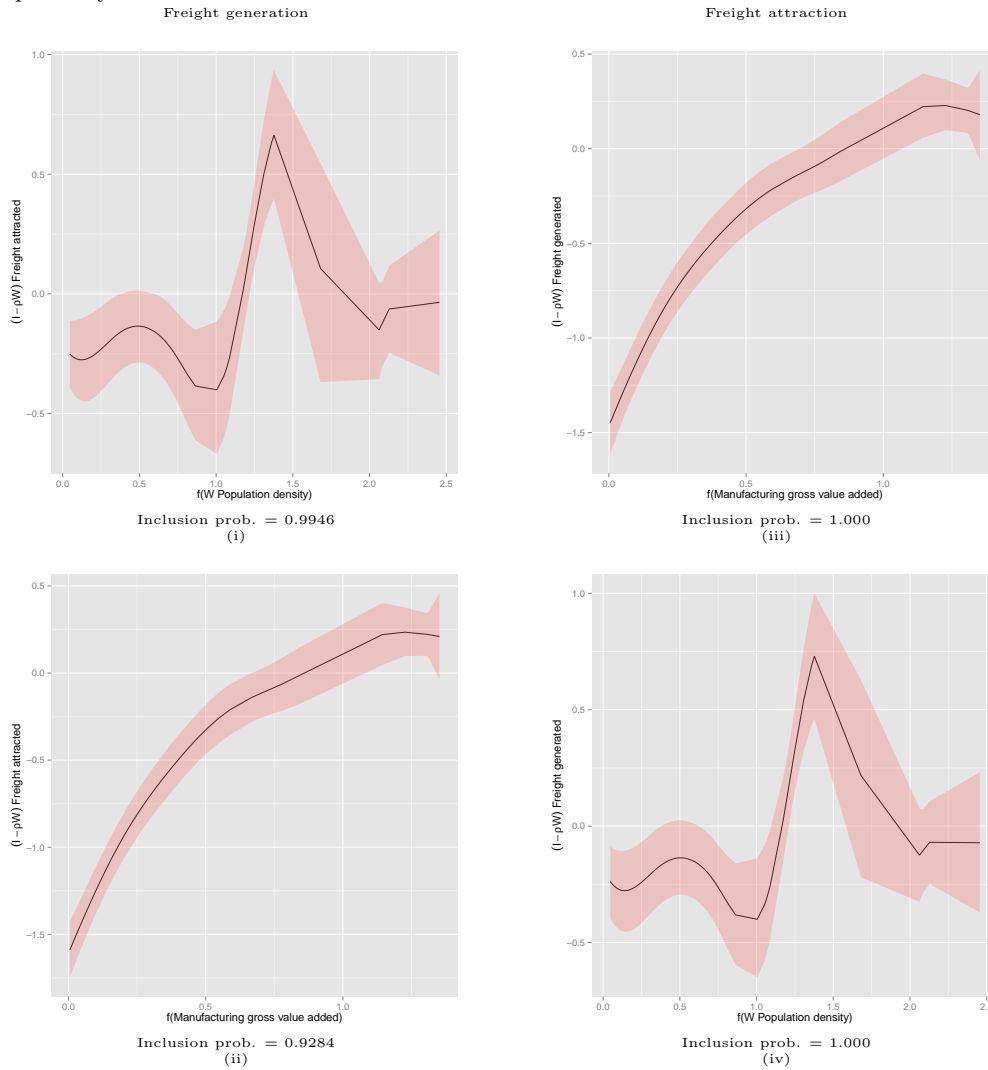 Freight generation
Freight attraction
1.0
0.5
0.0
−0.5
(I − ρW) Freight attracted
0.0 0.5 1.0 1.5 2.0 2.5
f(W Population density)
Inclusion prob. = 0.9946
(i)
0.5
0.0
−0.5
−1.0
−1.5
(I − ρW) Freight generated
0.0 0.5 1.0
f(Manufacturing gross value added)
Inclusion prob. = 1.000
(iii)
0.5
0.0
−0.5
−1.0
−1.5
(I − ρW) Freight attracted
0.0 0.5 1.0
f(Manufacturing gross value added)
Inclusion prob. = 0.9284
(ii)
1.0
0.5
0.0
−0.5
(I − ρW) Freight generated
0.0 0.5 1.0 1.5 2.0 2.
f(W Population density)
Inclusion prob. = 1.000
(iv)